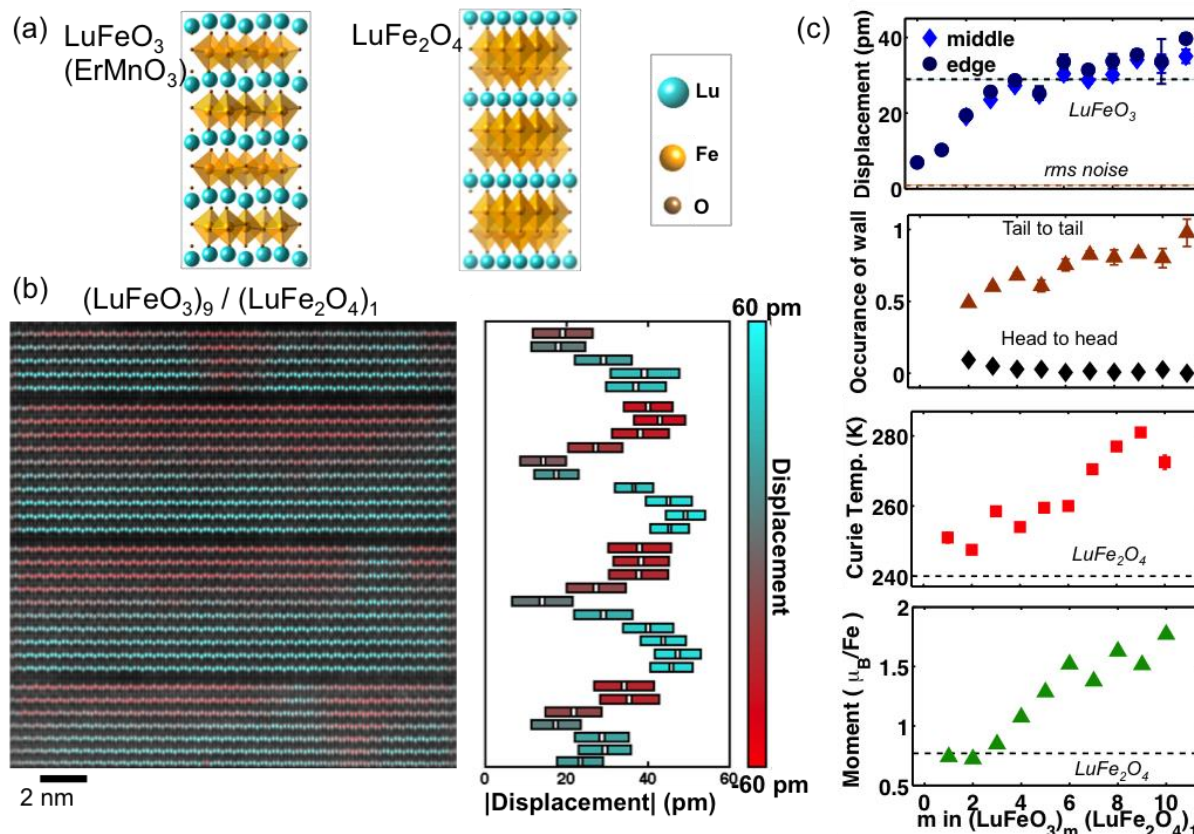 (a)
LuFeO₃
(ErMnO₃)
LuFe₂O₄
Lu
Fe
O
(b)
(LuFeO₃)₉ / (LuFe₂O₄)₁
2 nm
60 pm
Displacement
-60 pm
0 20 40 60
|Displacement| (pm)
(c)
Displacement (pm)
40
20
0
middle
edge
LuFeO₃
rms noise
Occurance of wall
1
0.5
0
Tail to tail
Head to head
Curie Temp. (K)
280
260
240
LuFe₂O₄
Moment ( μ_B/Fe)
2
1.5
1
0.5
LuFe₂O₄
0 2 4 6 8 10
m in (LuFeO₃)ₘ (LuFe₂O₄)₁